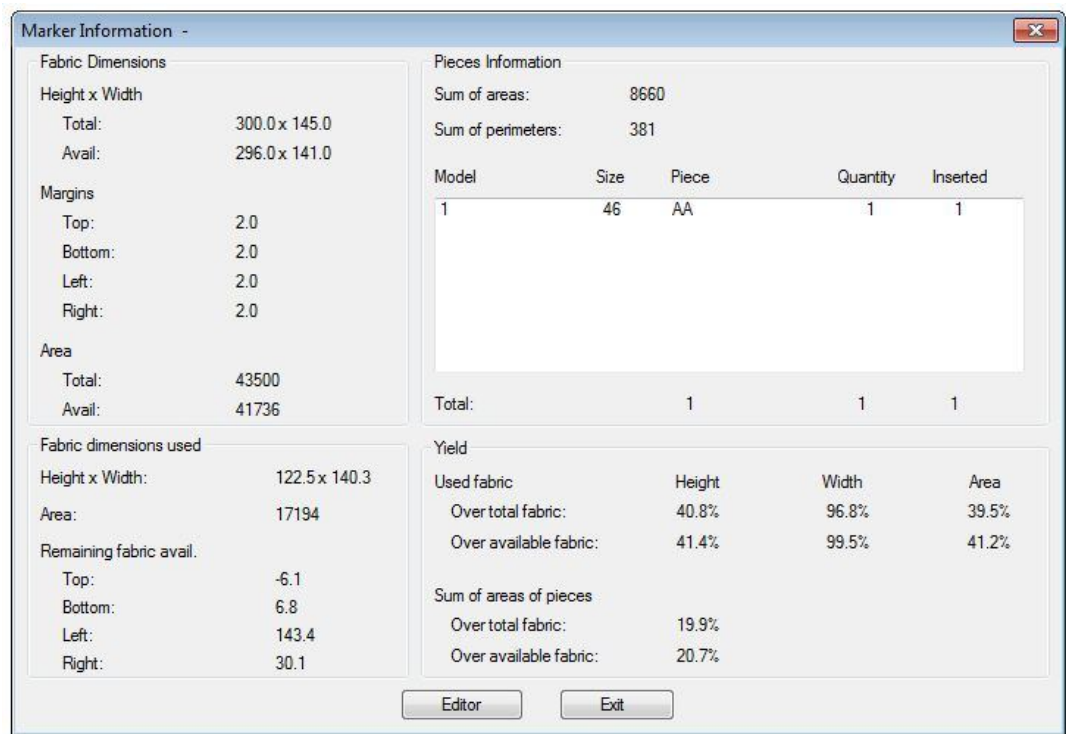 Marker Information -
Fabric Dimensions
Height x Width
Total: 300.0 x 145.0
Avail: 296.0 x 141.0
Margins
Top: 2.0
Bottom: 2.0
Left: 2.0
Right: 2.0
Area
Total: 43500
Avail: 41736
Pieces Information
Sum of areas: 8660
Sum of perimeters: 381
Model Size Piece Quantity Inserted
1 46 AA 1 1
Total: 1 1 1
Fabric dimensions used
Height x Width: 122.5 x 140.3
Area: 17194
Remaining fabric avail.
Top: -6.1
Bottom: 6.8
Left: 143.4
Right: 30.1
Yield
Used fabric Height Width Area
Over total fabric: 40.8% 96.8% 39.5%
Over available fabric: 41.4% 99.5% 41.2%
Sum of areas of pieces
Over total fabric: 19.9%
Over available fabric: 20.7%
Editor Exit